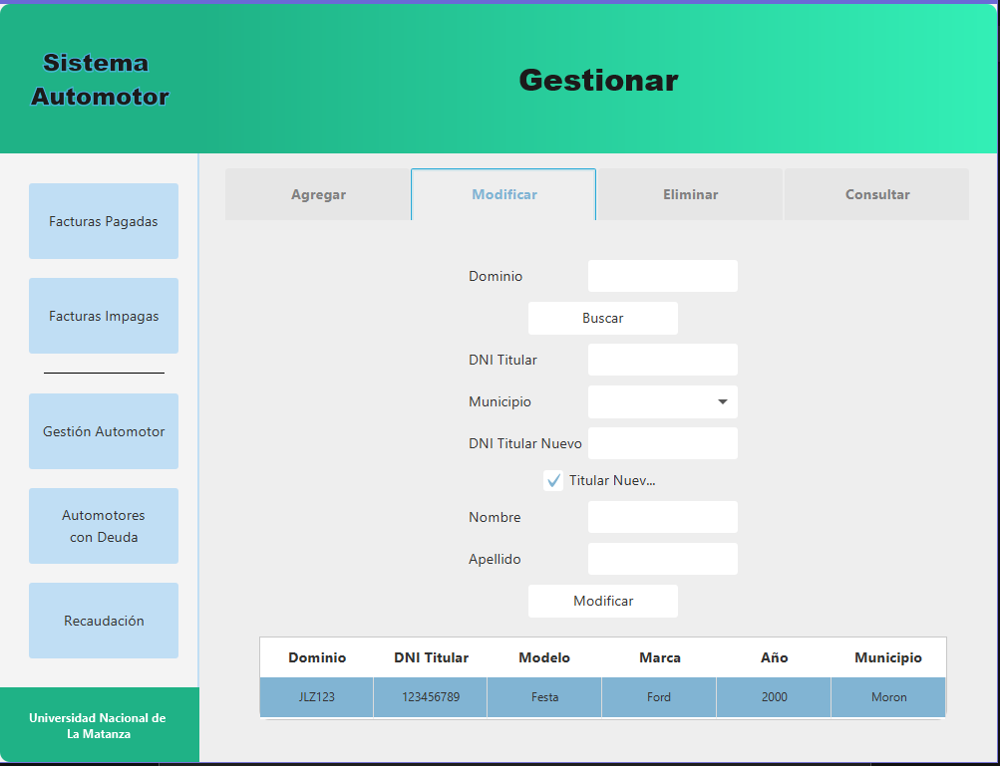 Sistema
Automotor
Gestionar
Facturas Pagadas
Facturas Impagas
Gestión Automotor
Automotores
con Deuda
Recaudación
Universidad Nacional de
La Matanza
Agregar Modificar Eliminar Consultar
Dominio
Buscar
DNI Titular
Municipio
DNI Titular Nuevo
Titular Nuev...
Nombre
Apellido
Modificar
Dominio DNI Titular Modelo Marca Año Municipio
JLZ123 123456789 Festa Ford 2000 Moron